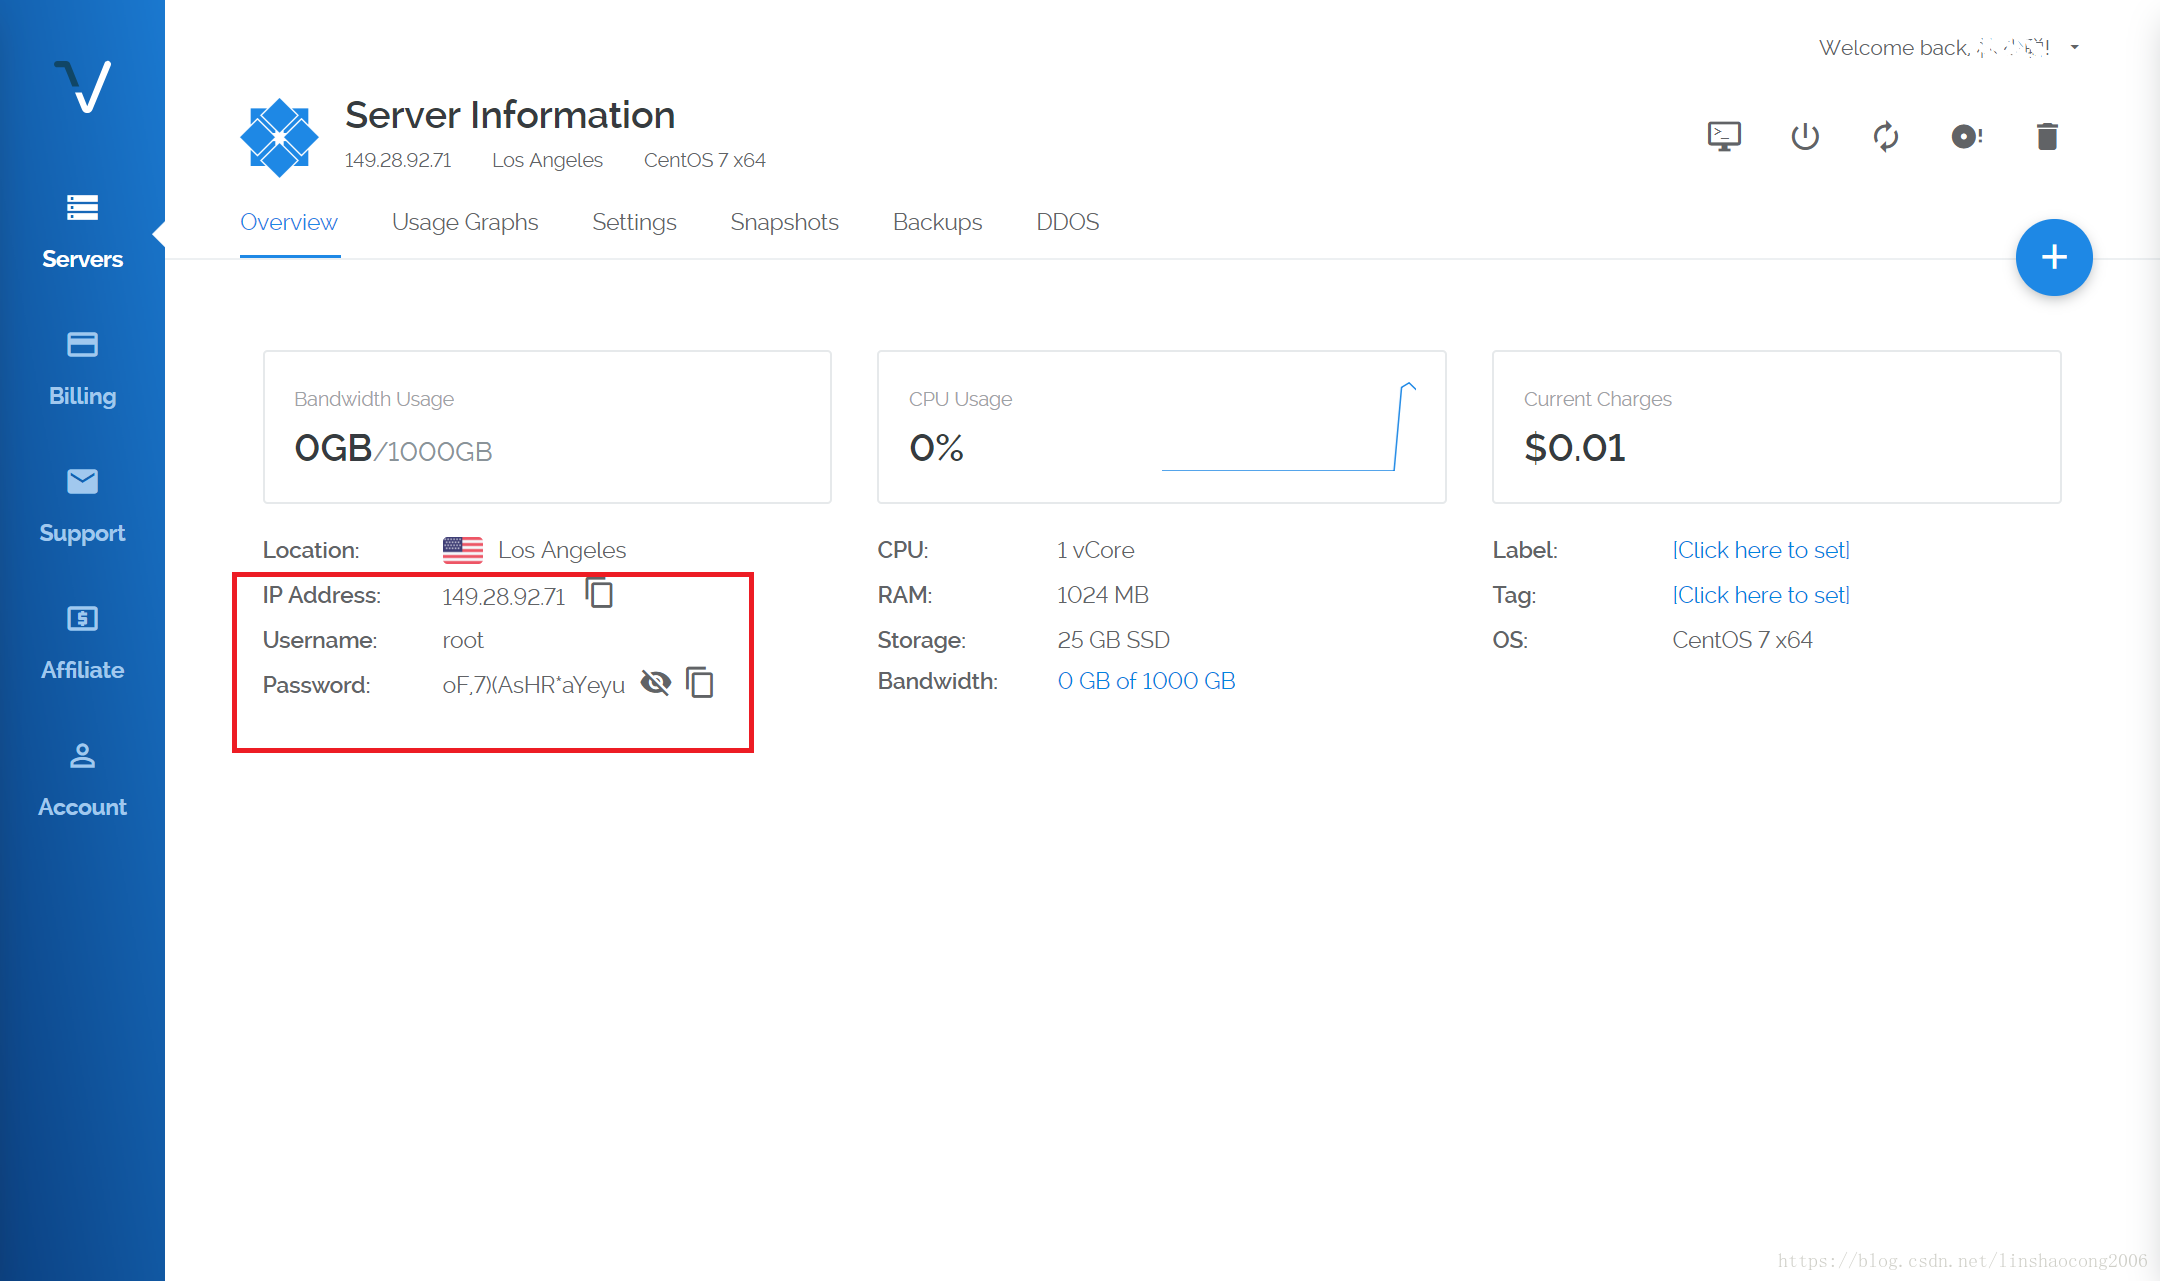 Welcome back,
Server Information
149.28.92.71 Los Angeles CentOS 7 x64
Overview Usage Graphs Settings Snapshots Backups DDOS
Servers
Billing
Support
Affiliate
Account
Bandwidth Usage
0GB/1000GB
CPU Usage
0%
Current Charges
$0.01
Location: Los Angeles
IP Address: 149.28.92.71
Username: root
Password: oF,7)(AsHR*aYeyu
CPU: 1 vCore
RAM: 1024 MB
Storage: 25 GB SSD
Bandwidth: 0 GB of 1000 GB
Label: [Click here to set]
Tag: [Click here to set]
OS: CentOS 7 x64
https://blog.csdn.net/linshaocong2006